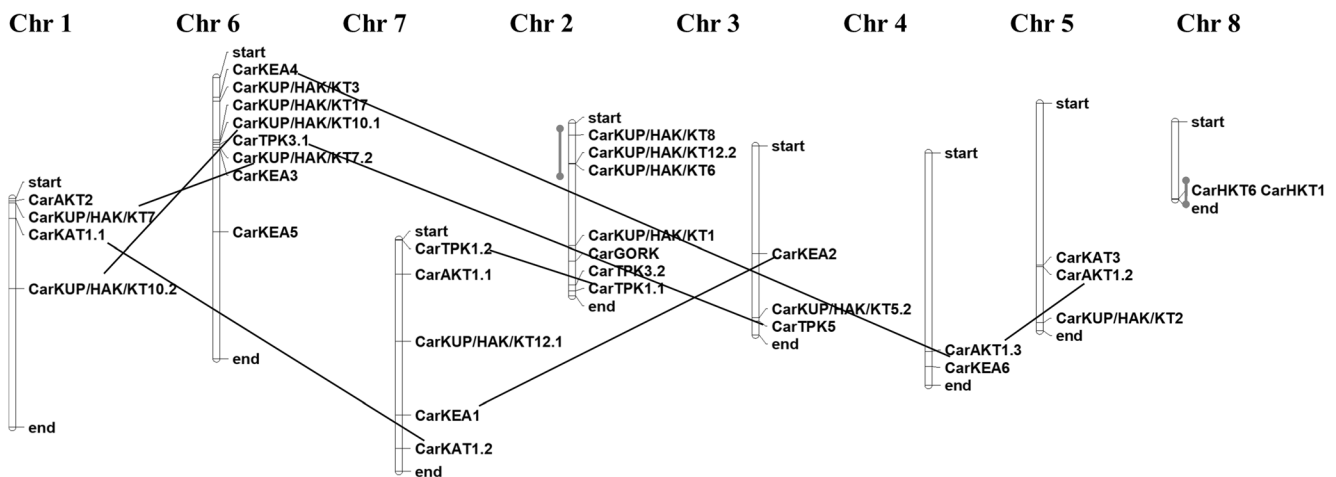 Chr 1 Chr 6 Chr 7 Chr 2 Chr 3 Chr 4 Chr 5 Chr 8
start
CarAKT2
CarKUP/HAK/KT7
CarKAT1.1
CarKUP/HAK/KT10.2
end
start
CarKEA4
CarKUP/HAK/KT3
CarKUP/HAK/KT17
CarKUP/HAK/KT10.1
CarTPK3.1
CarKUP/HAK/KT7.2
CarKEA3
CarKEA5
end
start
CarTPK1.2
CarAKT1.1
CarKUP/HAK/KT12.1
CarKEA1
CarKAT1.2
end
start
CarKUP/HAK/KT8
CarKUP/HAK/KT12.2
CarKUP/HAK/KT6
CarKUP/HAK/KT1
CarGORK
CarTPK3.2
CarTPK1.1
end
start
CarKEA2
CarKUP/HAK/KT5.2
CarTPK5
end
start
CarAKT1.3
CarKEA6
end
start
CarKAT3
CarAKT1.2
CarKUP/HAK/KT2
end
start
CarHKT6 CarHKT1
end